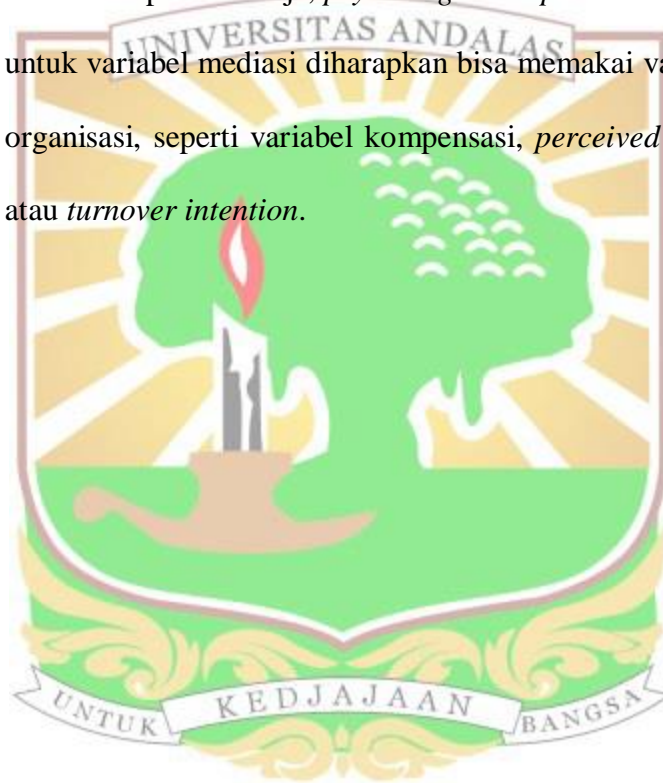 UNIVERSITAS ANDALAS
untuk variabel mediasi diharapkan bisa memakai va
organisasi, seperti variabel kompensasi, perceived
atau turnover intention.
UNTUK KEDJAJAAN BANGSA